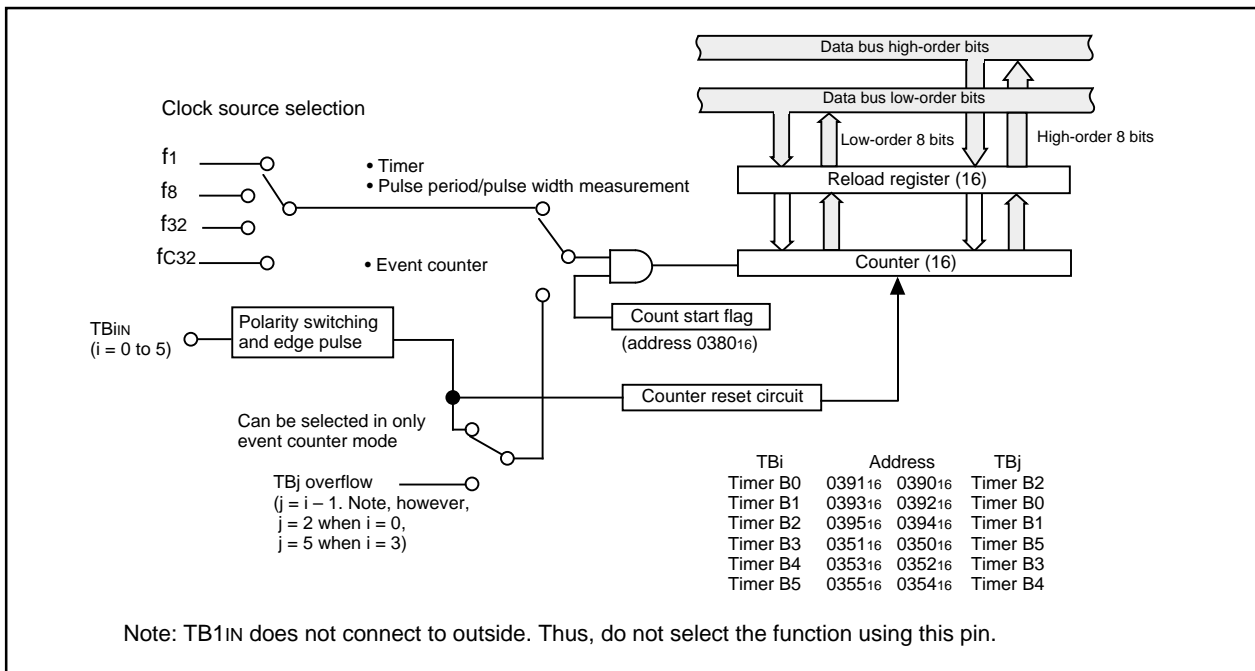 Data bus high-order bits
Data bus low-order bits
Clock source selection
Low-order 8 bits
High-order 8 bits
f1
• Timer
• Pulse period/pulse width measurement
Reload register (16)
f8
f32
fC32
• Event counter
Counter (16)
TBiIN
(i = 0 to 5)
Polarity switching
and edge pulse
Count start flag
(address 038016)
Counter reset circuit
Can be selected in only
event counter mode
TBj overflow
(j = i – 1. Note, however,
j = 2 when i = 0,
j = 5 when i = 3)
TBi Address TBj
Timer B0 039116 039016 Timer B2
Timer B1 039316 039216 Timer B0
Timer B2 039516 039416 Timer B1
Timer B3 035116 035016 Timer B5
Timer B4 035316 035216 Timer B3
Timer B5 035516 035416 Timer B4
Note: TB1IN does not connect to outside. Thus, do not select the function using this pin.